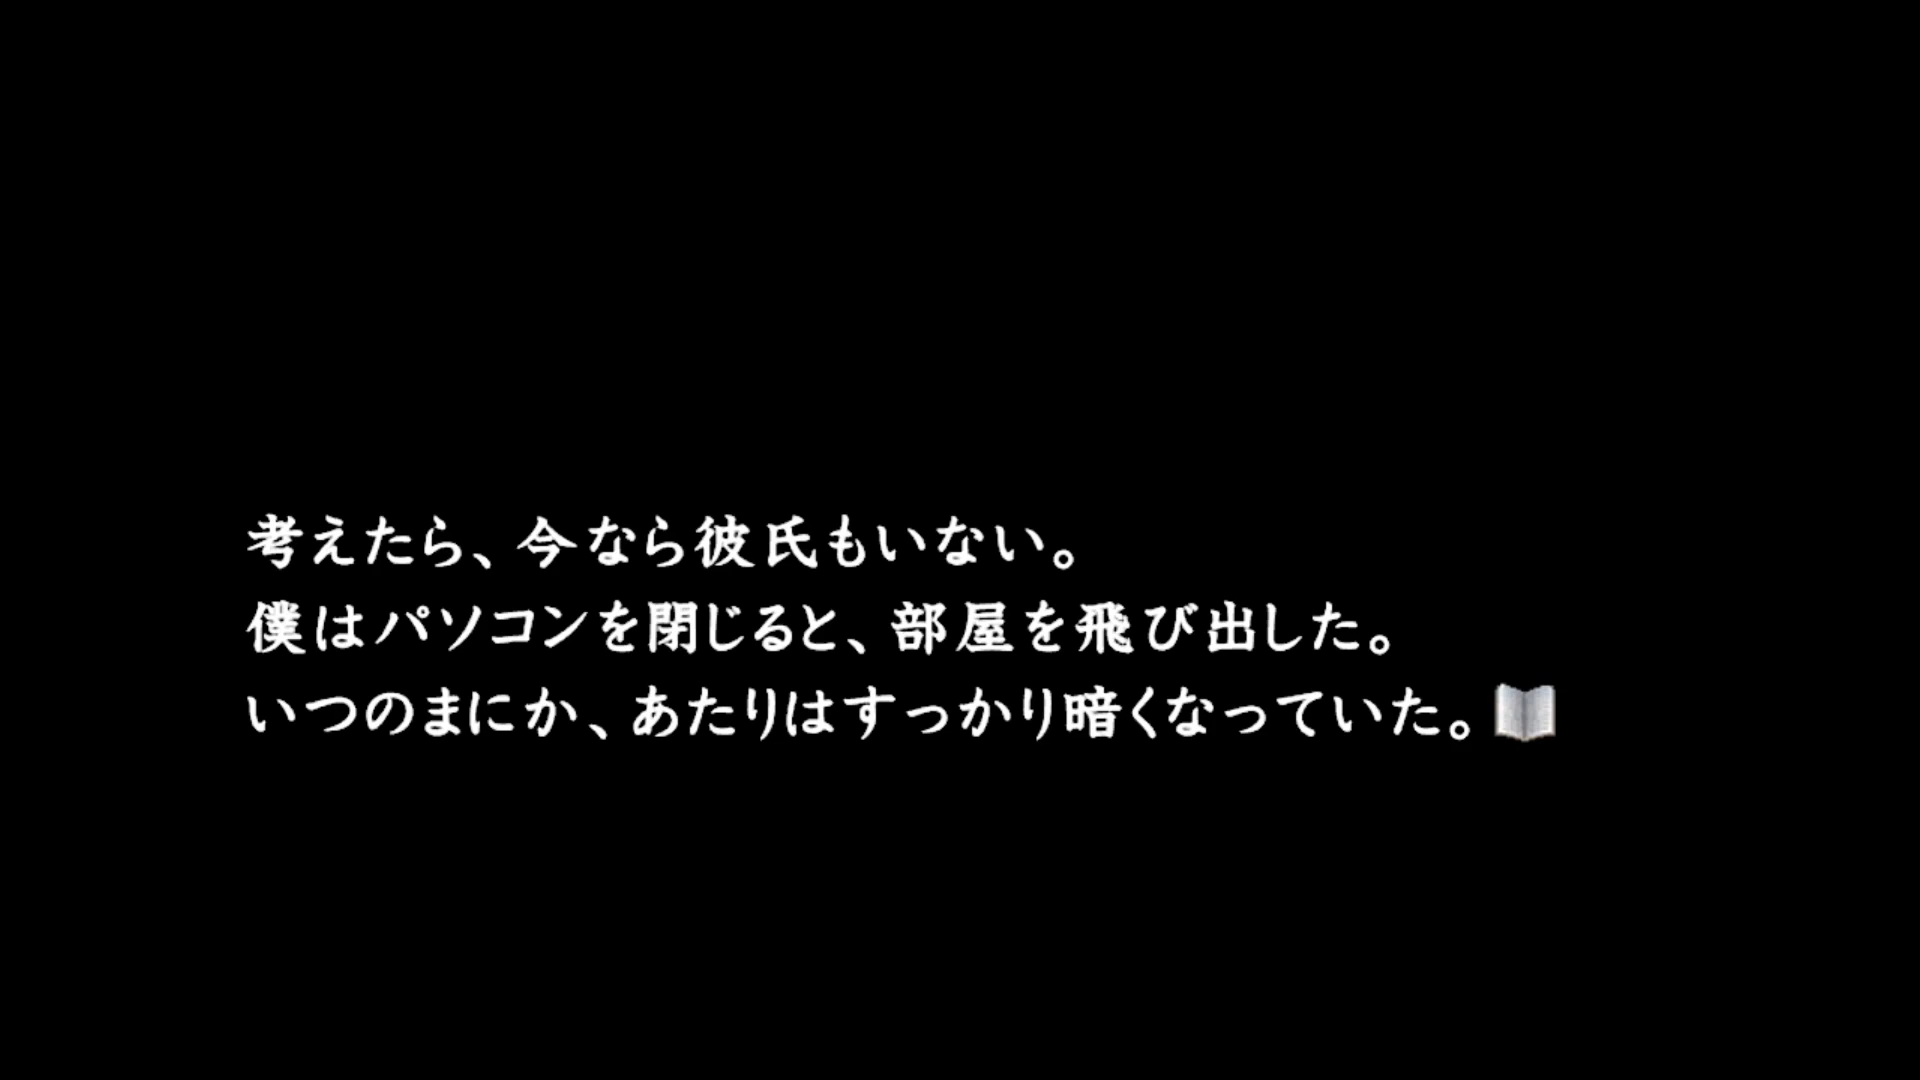 考えたら、今なら彼氏もいない。
僕はパソコンを閉じると、部屋を飛び出した。
いつのまにか、あたりはすっかり暗くなっていた。